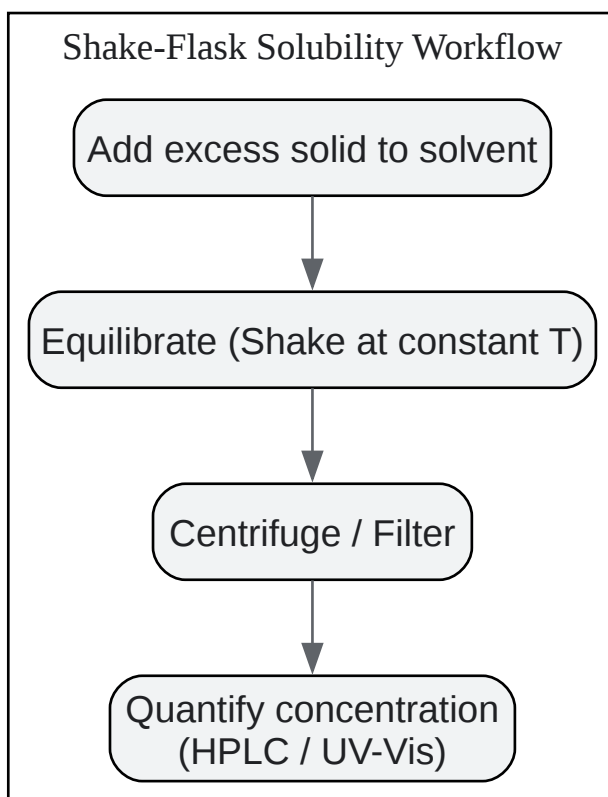 Shake-Flask Solubility Workflow
Add excess solid to solvent
Equilibrate (Shake at constant T)
Centrifuge / Filter
Quantify concentration
(HPLC / UV-Vis)